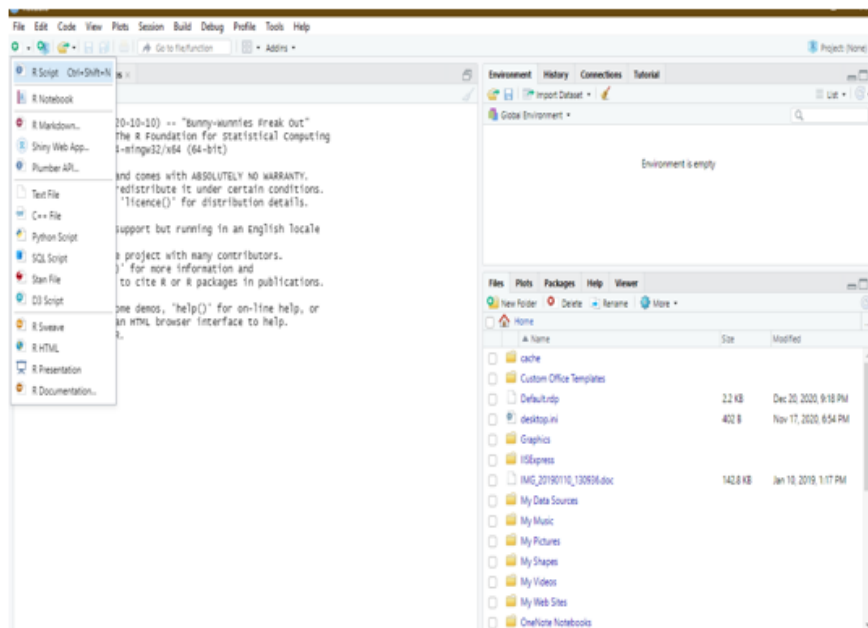 File Edit Code View Plots Session Build Debug Profile Tools Help
Go to file/function Addins Project: (None)
R Script Ctrl+Shift+N
R Notebook
R Markdown...
Shiny Web App...
Plumber API...
Text File
C++ File
Python Script
SQL Script
Stan File
D3 Script
R Sweave
R HTML
R Presentation
R Documentation...
20-10-10) -- "Bunny-Wunnies Freak Out"
The R Foundation for Statistical Computing
4-mingw32/x64 (64-bit)
and comes with ABSOLUTELY NO WARRANTY.
redistribute it under certain conditions.
'licence()' for distribution details.
support but running in an English locale
project with many contributors.
)' for more information and
to cite R or R packages in publications.
ome demos, 'help()' for on-line help, or
an HTML browser interface to help.
R.
Environment History Connections Tutorial
Import Dataset List
Global Environment
Environment is empty
Files Plots Packages Help Viewer
New Folder Delete Rename More
Home
Name Size Modified
cache
Custom Office Templates
Default.rdp 2.2 KB Dec 20, 2020, 9:18 PM
desktop.ini 402 B Nov 17, 2020, 6:54 PM
Graphics
IISExpress
IMG_20190110_130936.doc 142.8 KB Jan 10, 2019, 1:17 PM
My Data Sources
My Music
My Pictures
My Shapes
My Videos
My Web Sites
OneNote Notebooks